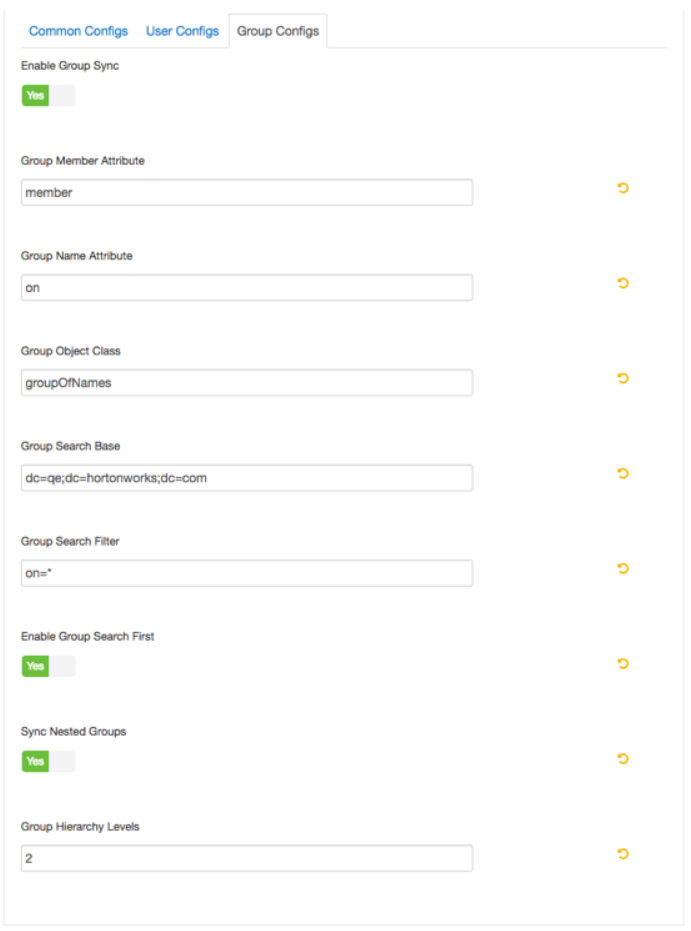 Common Configs User Configs Group Configs
Enable Group Sync
Yes
Group Member Attribute
member
Group Name Attribute
on
Group Object Class
groupOfNames
Group Search Base
dc=qe;dc=hortonworks;dc=com
Group Search Filter
on=*
Enable Group Search First
Yes
Sync Nested Groups
Yes
Group Hierarchy Levels
2